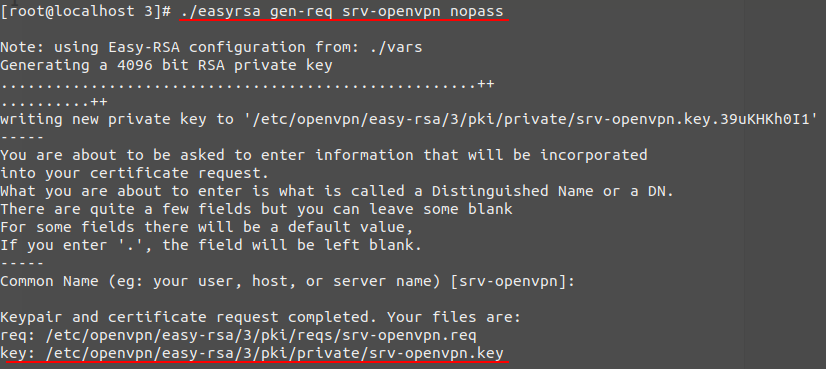 [root@localhost 3]# ./easyrsa gen-req srv-openvpn nopass
Note: using Easy-RSA configuration from: ./vars
Generating a 4096 bit RSA private key
.....................................................++
..........++
writing new private key to '/etc/openvpn/easy-rsa/3/pki/private/srv-openvpn.key.39uKHKh0I1'
-----
You are about to be asked to enter information that will be incorporated
into your certificate request.
What you are about to enter is what is called a Distinguished Name or a DN.
There are quite a few fields but you can leave some blank
For some fields there will be a default value,
If you enter '.', the field will be left blank.
-----
Common Name (eg: your user, host, or server name) [srv-openvpn]:
Keypair and certificate request completed. Your files are:
req: /etc/openvpn/easy-rsa/3/pki/reqs/srv-openvpn.req
key: /etc/openvpn/easy-rsa/3/pki/private/srv-openvpn.key